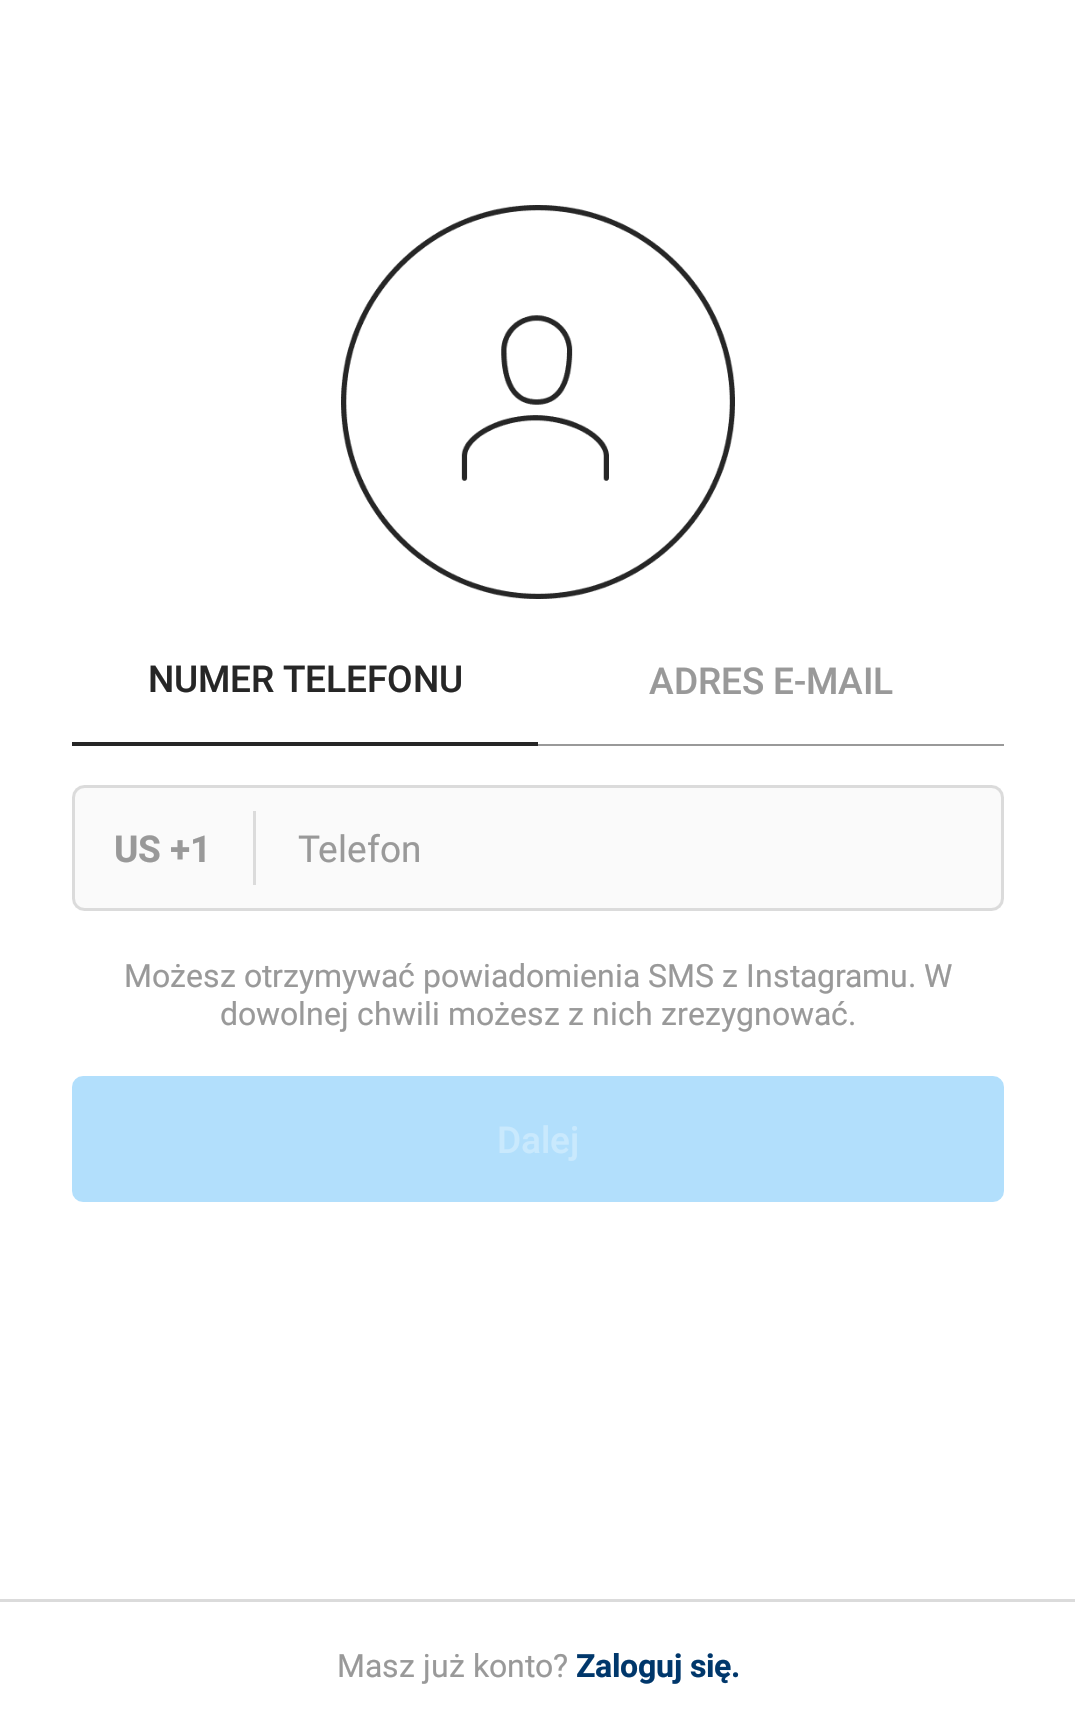 NUMER TELEFONU
ADRES E-MAIL
US +1
Telefon
Możesz otrzymywać powiadomienia SMS z Instagramu. W
dowolnej chwili możesz z nich zrezygnować.
Dalej
Masz już konto? Zaloguj się.